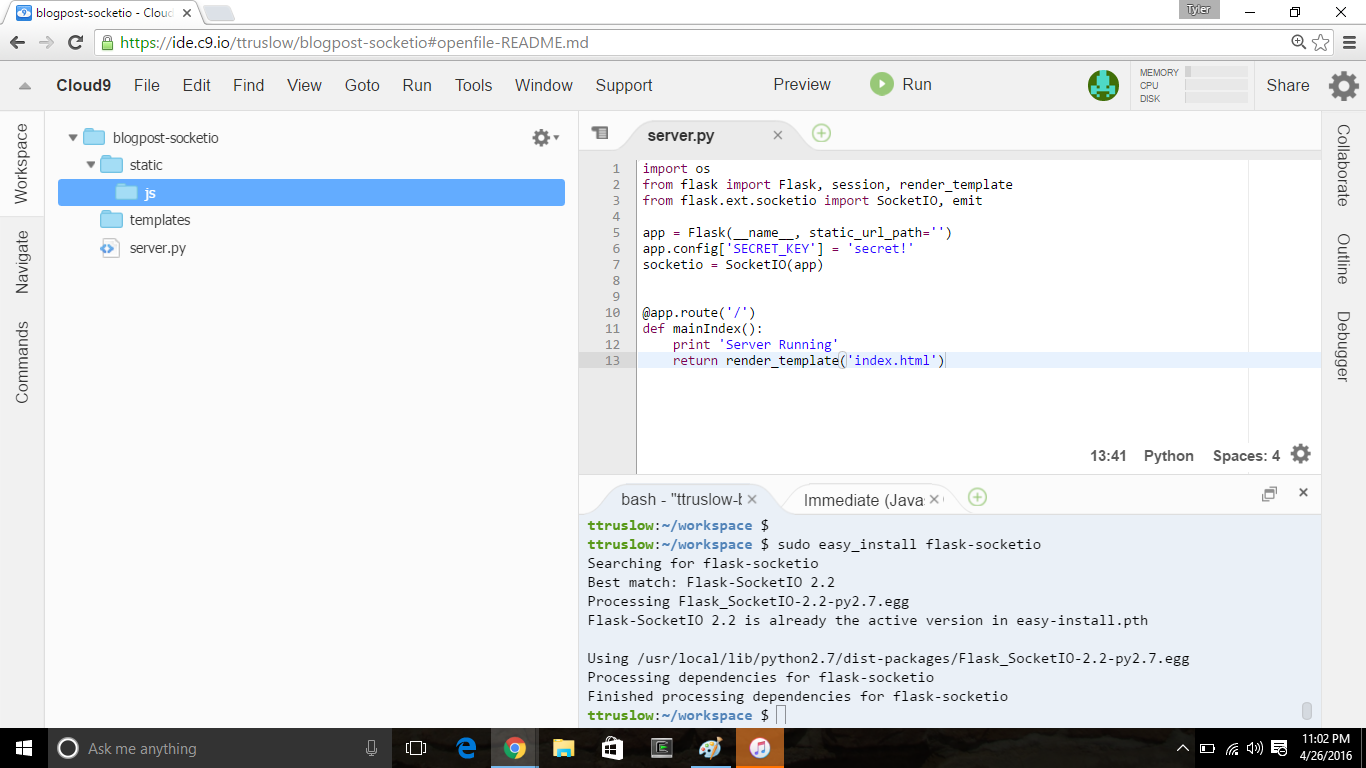 blogpost-socketio - Cloud
Tyler
https://ide.c9.io/ttruslow/blogpost-socketio#openfile-README.md
Cloud9 File Edit Find View Goto Run Tools Window Support Preview Run MEMORY CPU DISK Share
Workspace
Navigate
Commands
blogpost-socketio
static
js
templates
server.py
server.py
1 import os
2 from flask import Flask, session, render_template
3 from flask.ext.socketio import SocketIO, emit
4
5 app = Flask(__name__, static_url_path='')
6 app.config['SECRET_KEY'] = 'secret!'
7 socketio = SocketIO(app)
8
9
10 @app.route('/')
11 def mainIndex():
12 print 'Server Running'
13 return render_template('index.html')
13:41 Python Spaces: 4
Collaborate
Outline
Debugger
bash - "ttruslow-b Immediate (Javas
ttruslow:~/workspace $
ttruslow:~/workspace $ sudo easy_install flask-socketio
Searching for flask-socketio
Best match: Flask-SocketIO 2.2
Processing Flask_SocketIO-2.2-py2.7.egg
Flask-SocketIO 2.2 is already the active version in easy-install.pth
Using /usr/local/lib/python2.7/dist-packages/Flask_SocketIO-2.2-py2.7.egg
Processing dependencies for flask-socketio
Finished processing dependencies for flask-socketio
ttruslow:~/workspace $
Ask me anything
11:02 PM
4/26/2016